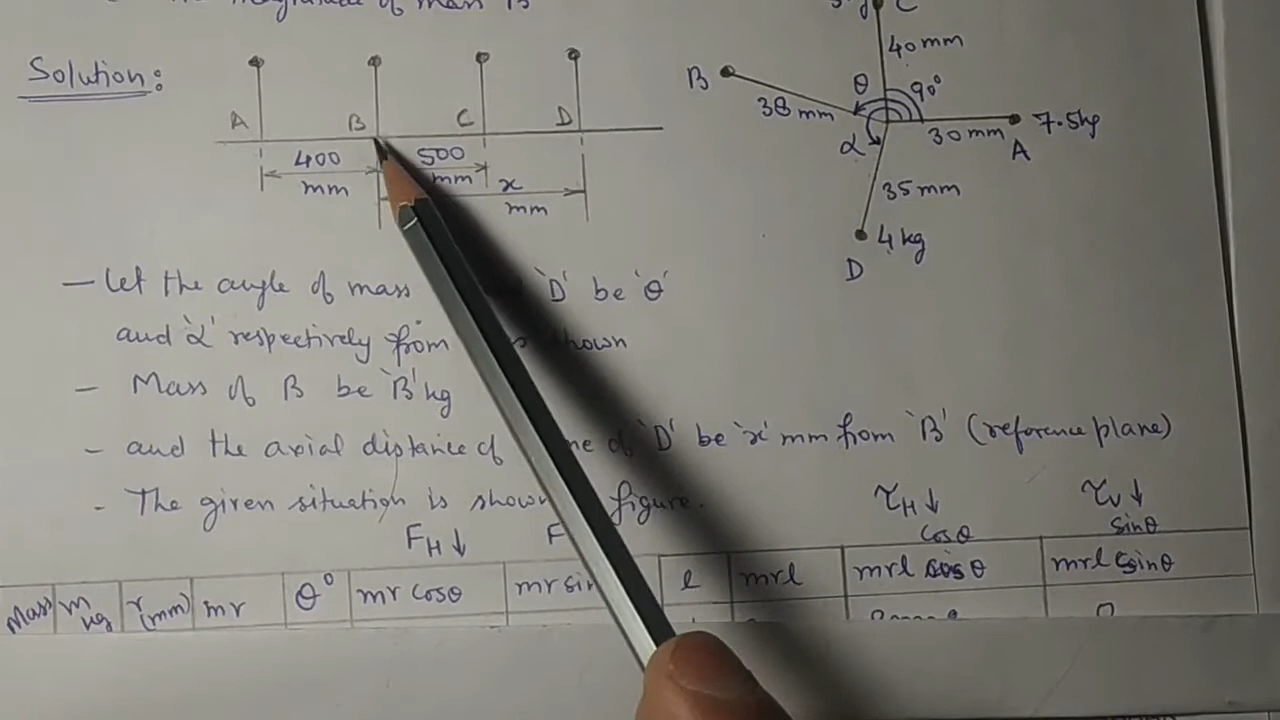 Solution:
A B C D
400 mm
500 mm
x mm
C
40 mm
B
38 mm
θ
90°
30 mm
7.5kg
A
α
35 mm
4 kg
D
- Let the angle of mass 'D' be 'θ'
and 'α' respectively from shown
- Mass of B be 'B' kg
- and the axial distance of of 'D' be 'x' mm from 'B' (reference plane)
- The given situation is shown figure.
F_H ↓ F τ_H ↓ τ_V ↓
cosθ sinθ
Mass m kg r (mm) mr θ° mr cosθ mr sin l mrl mrl cosθ mrl sinθ